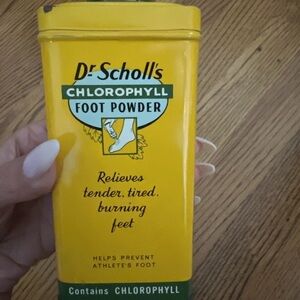 Dr Scholl's
CHLOROPHYLL
FOOT POWDER
Relieves
tender, tired,
burning
feet
HELPS PREVENT
ATHLETE'S FOOT
Contains CHLOROPHYLL